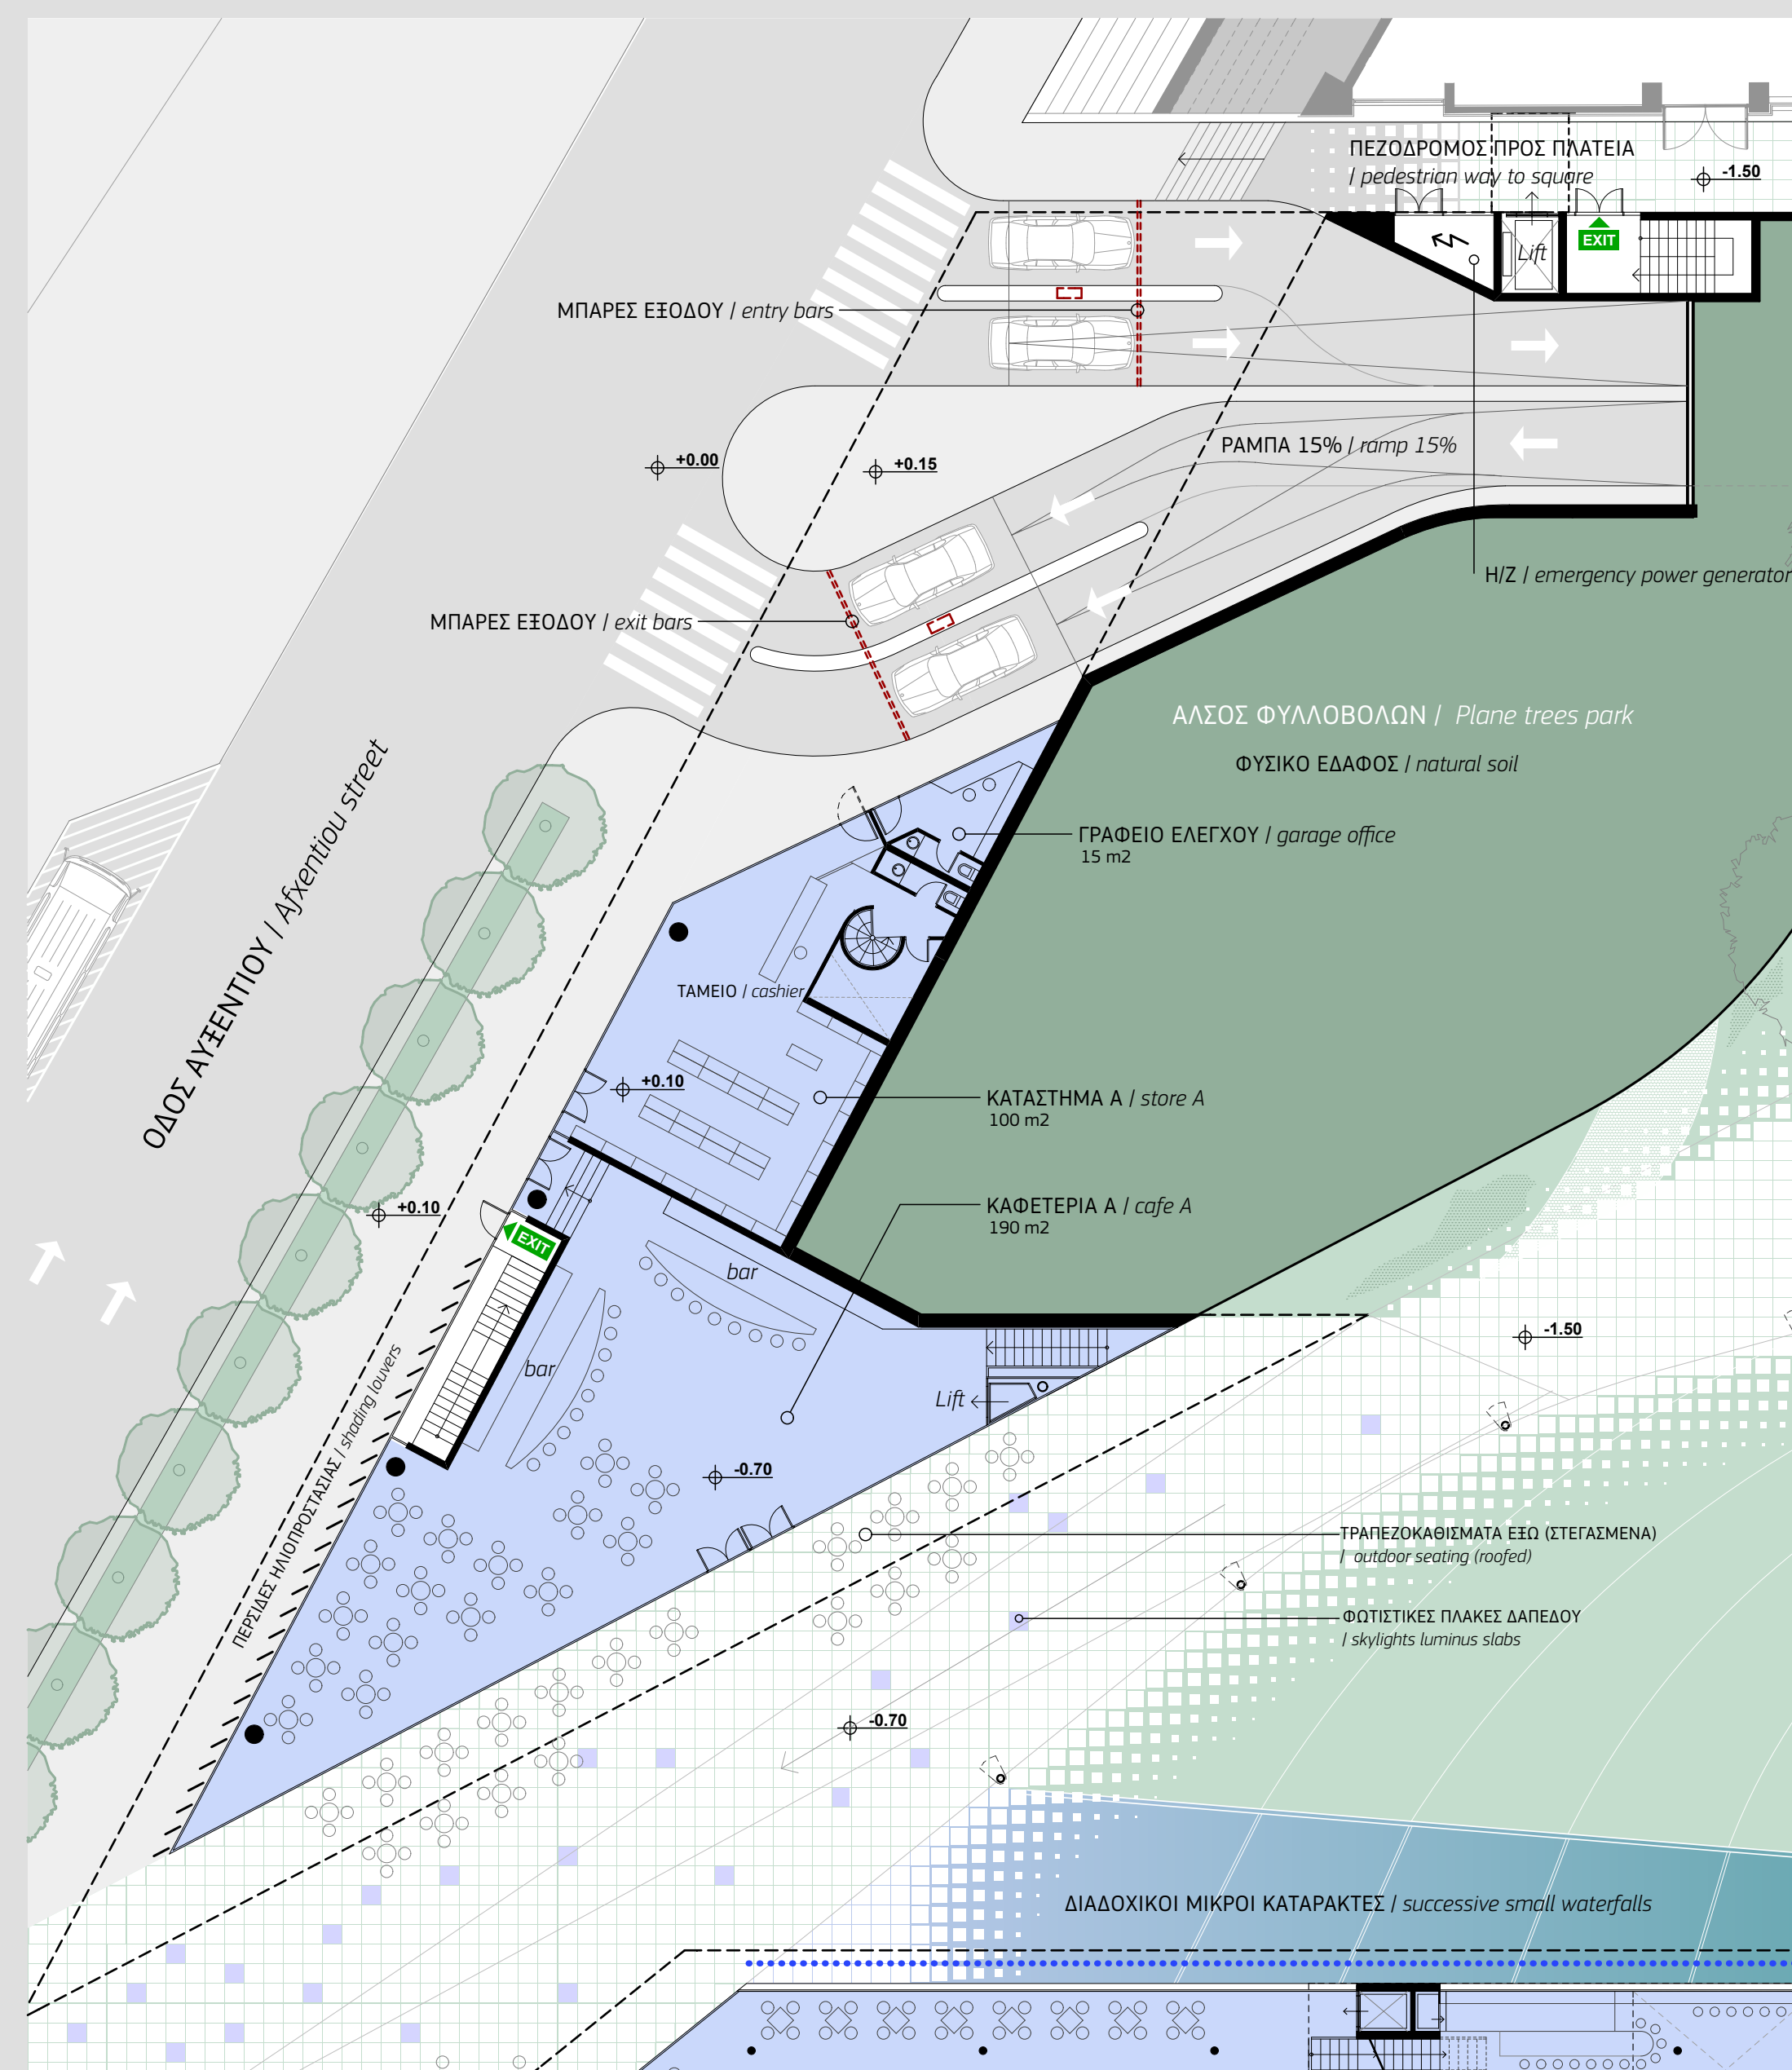 ΠΕΖΟΔΡΟΜΟΣ ΠΡΟΣ ΠΛΑΤΕΙΑ
/ pedestrian way to square
-1.50
Lift
EXIT
ΜΠΑΡΕΣ ΕΞΟΔΟΥ / entry bars
ΡΑΜΠΑ 15% / ramp 15%
+0.00
+0.15
Η/Ζ / emergency power generator
ΜΠΑΡΕΣ ΕΞΟΔΟΥ / exit bars
ΑΛΣΟΣ ΦΥΛΛΟΒΟΛΩΝ / Plane trees park
ΦΥΣΙΚΟ ΕΔΑΦΟΣ / natural soil
ΓΡΑΦΕΙΟ ΕΛΕΓΧΟΥ / garage office
15 m2
ΟΔΟΣ ΑΥΞΕΝΤΙΟΥ / Afxentiou street
ΤΑΜΕΙΟ / cashier
+0.10
ΚΑΤΑΣΤΗΜΑ Α / store A
100 m2
+0.10
ΚΑΦΕΤΕΡΙΑ Α / cafe A
190 m2
EXIT
bar
bar
-1.50
Lift
ΠΕΡΣΙΔΕΣ ΗΛΙΟΠΡΟΣΤΑΣΙΑΣ / shading louvers
-0.70
ΤΡΑΠΕΖΟΚΑΘΙΣΜΑΤΑ ΕΞΩ (ΣΤΕΓΑΣΜΕΝΑ)
/ outdoor seating (roofed)
ΦΩΤΙΣΤΙΚΕΣ ΠΛΑΚΕΣ ΔΑΠΕΔΟΥ
/ skylights luminus slabs
-0.70
ΔΙΑΔΟΧΙΚΟΙ ΜΙΚΡΟΙ ΚΑΤΑΡΑΚΤΕΣ / successive small waterfalls